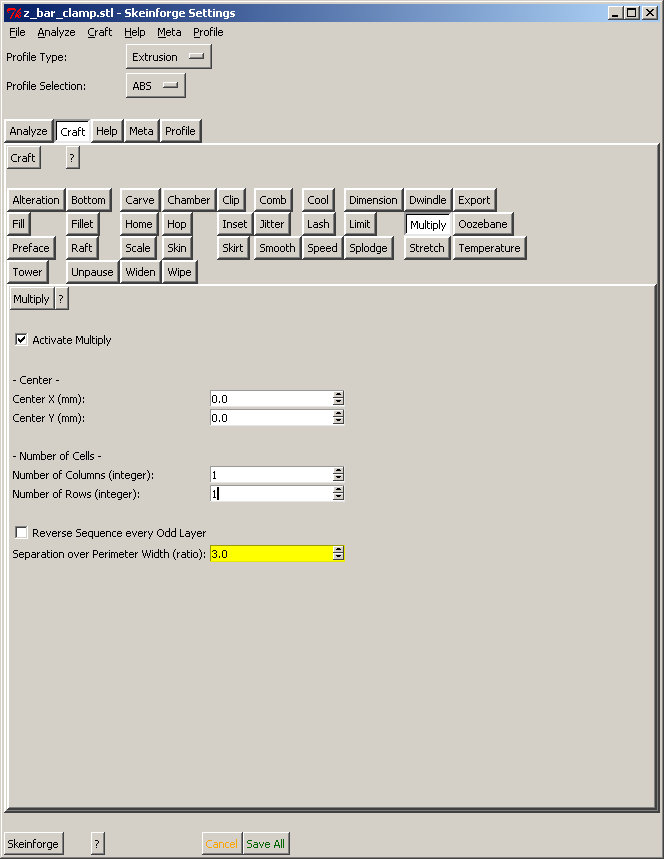 z_bar_clamp.stl - Skeinforge Settings
File Analyze Craft Help Meta Profile
Profile Type: Extrusion
Profile Selection: ABS
Analyze Craft Help Meta Profile
Craft ?
Alteration Bottom Carve Chamber Clip Comb Cool Dimension Dwindle Export
Fill Fillet Home Hop Inset Jitter Lash Limit Multiply Oozebane
Preface Raft Scale Skin Skirt Smooth Speed Splodge Stretch Temperature
Tower Unpause Widen Wipe
Multiply ?
Activate Multiply
- Center -
Center X (mm): 0.0
Center Y (mm): 0.0
- Number of Cells -
Number of Columns (integer): 1
Number of Rows (integer): 1
Reverse Sequence every Odd Layer
Separation over Perimeter Width (ratio): 3.0
Skeinforge ? Cancel Save All